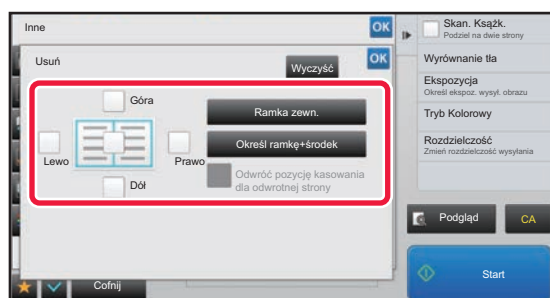 Inne
OK
Usuń
Wyczyść
OK
Góra
Lewo
Prawo
Dół
Ramka zewn.
Określ ramkę+środek
Odwróć pozycję kasowania
dla odwrotnej strony
Cofnij
Skan. Książk.
Podziel na dwie strony
Wyrównanie tła
Ekspozycja
Określ ekspoz. wysył. obrazu
Tryb Kolorowy
Rozdzielczość
Zmień rozdzielczość wysyłania
Podgląd
CA
Start